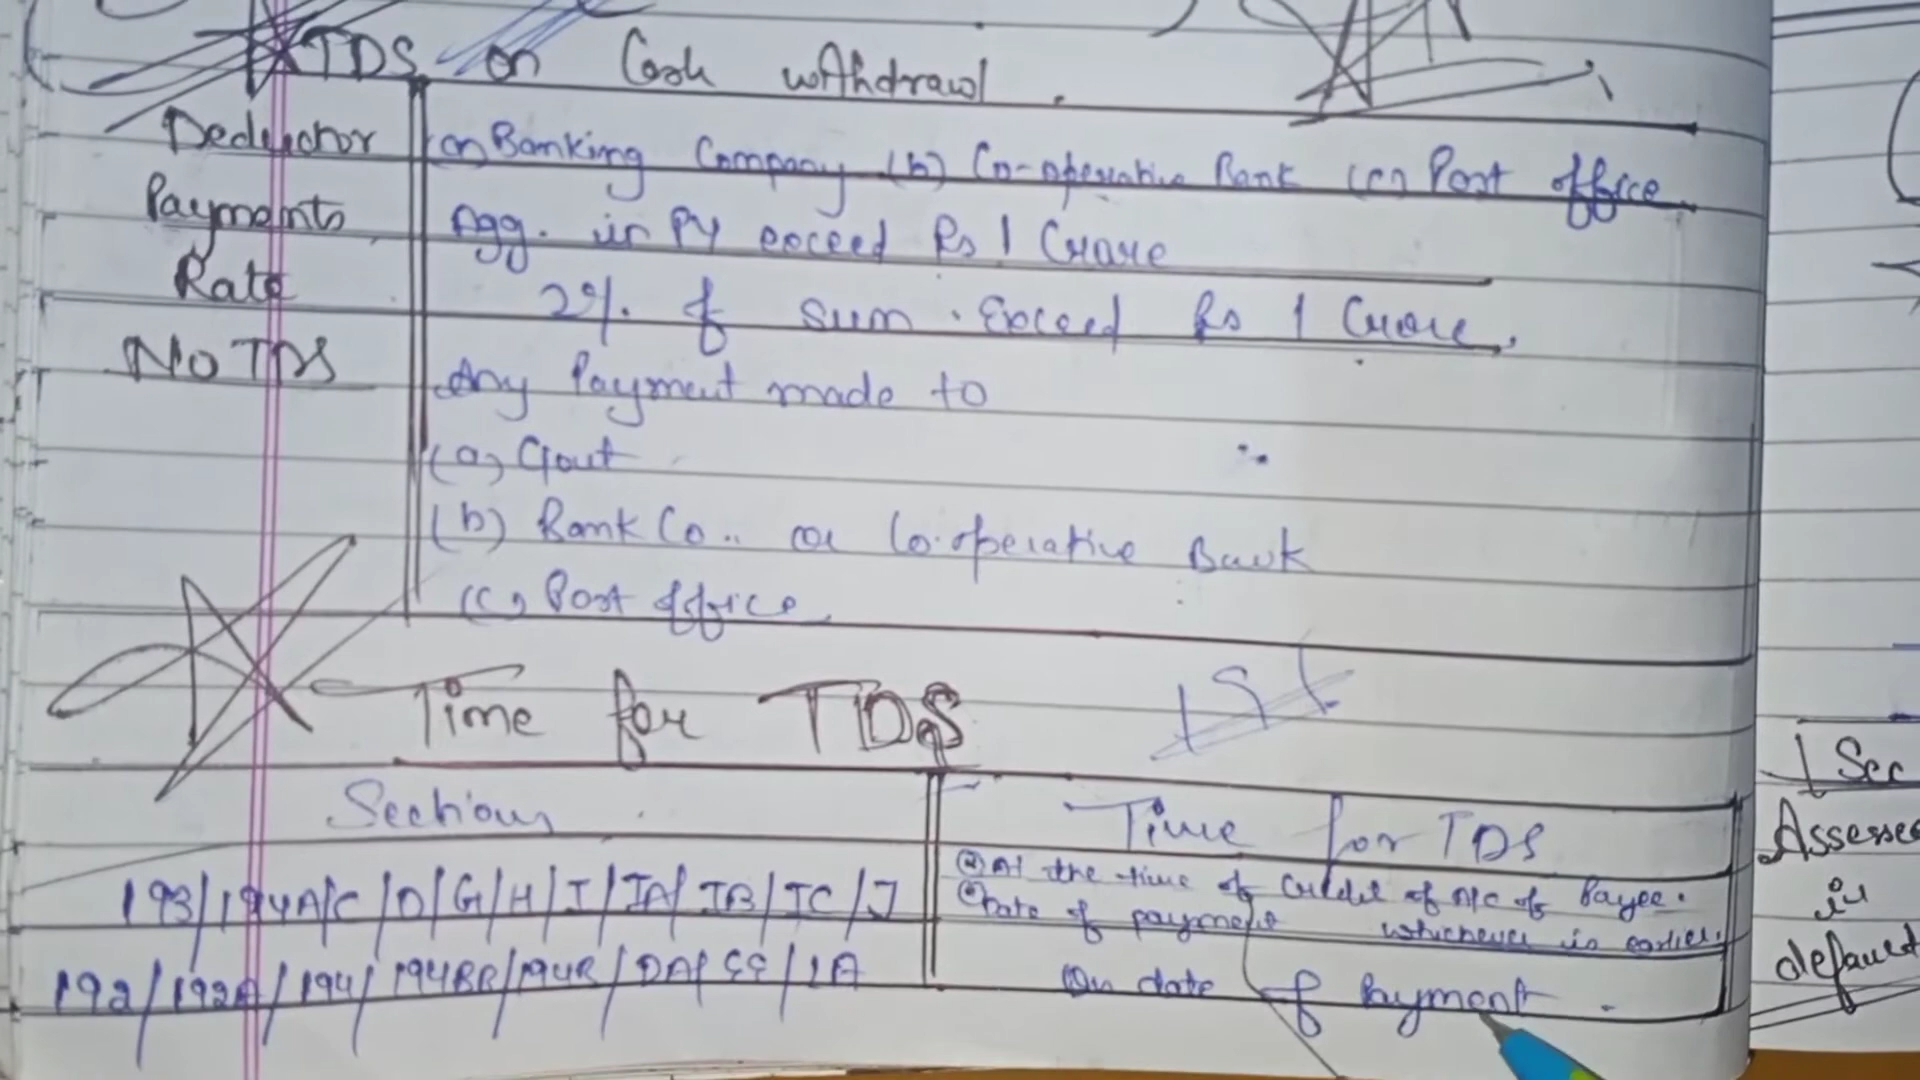 TDS on Cash withdrawl.
Deductor (a) Banking Company (b) Co-operative Bank (c) Post office
Payments Agg. in PY exceed Rs 1 Crore
Rate 2% of sum Exceed Rs 1 Crore.
No TDS Any Payment made to
(a) Govt
(b) Bank Co.. or Co.operative Bank
(c) Post office
Time for TDS
Sections Time for TDS
193/194A/C/D/G/H/I/IA/IB/IC/J At the time of Credit of A/C of Payee.
Date of payment whichever is earlier.
192/192A/194/194BB/194B/DA/EE/LA On date of Payment.
Sec
Assessee
in
default